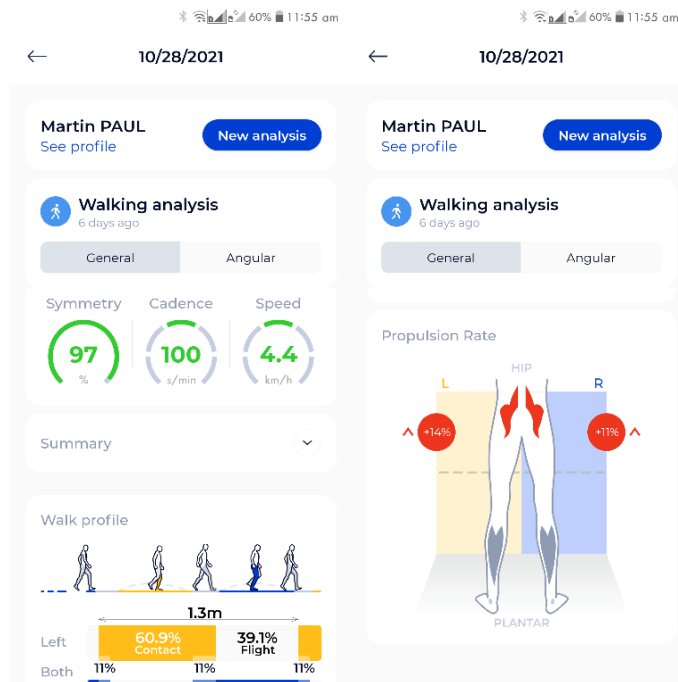 60% 11:55 am
10/28/2021
Martin PAUL
See profile
New analysis
Walking analysis
6 days ago
General Angular
Symmetry Cadence Speed
97 100 4.4
% s/min km/h
Summary
Walk profile
1.3m
60.9% 39.1%
Left Contact Flight
Both 11% 11% 11%
60% 11:55 am
10/28/2021
Martin PAUL
See profile
New analysis
Walking analysis
6 days ago
General Angular
Propulsion Rate
HIP
L R
+14% +11%
PLANTAR